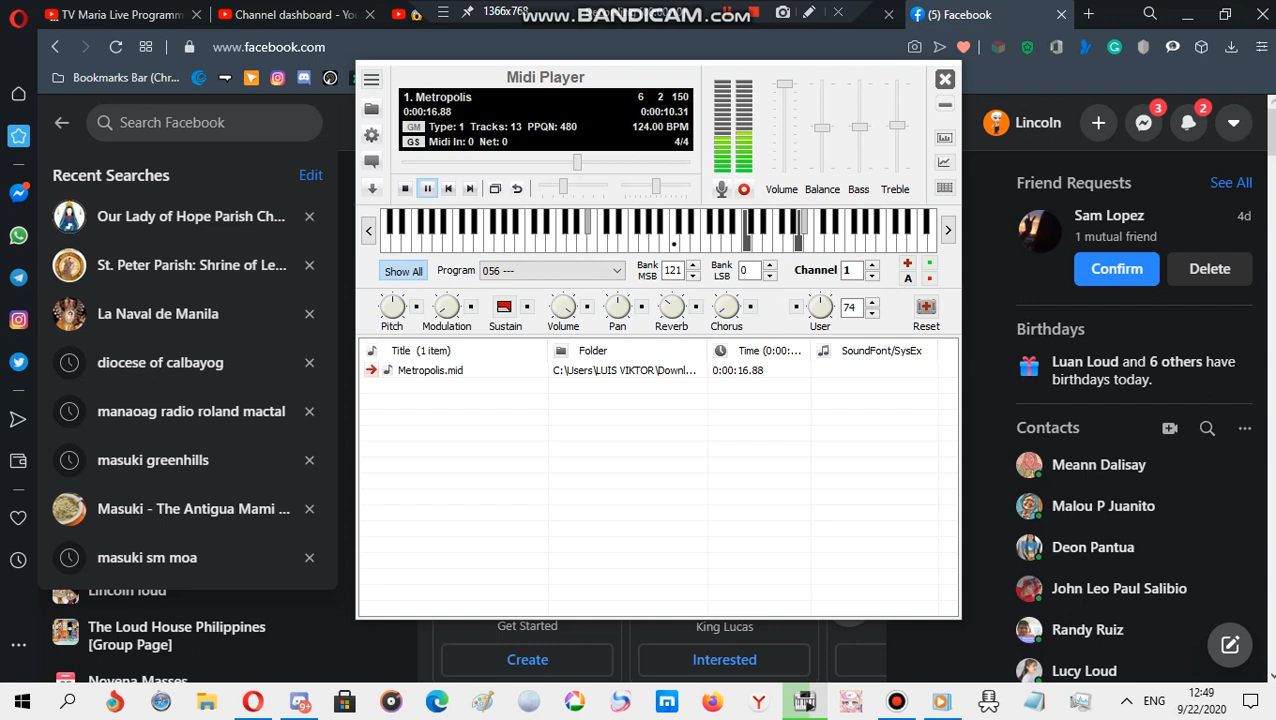 TV Maria Live Programm
Channel dashboard - Yo
1366x768
www.BANDICAM.com
(5) Facebook
www.facebook.com
Bookmarks Bar (Chr...
Search Facebook
Recent Searches
Edit
Our Lady of Hope Parish Ch...
St. Peter Parish: Shrine of Le...
La Naval de Manila
diocese of calbayog
manaoag radio roland mactal
masuki greenhills
Masuki - The Antigua Mami ...
masuki sm moa
Lincoln loud
The Loud House Philippines
[Group Page]
Novena Masses
Midi Player
1. Metropolis
6 2 150
0:00:16.88
0:00:10.31
GM Type: 1 Tracks: 13 PPQN: 480
124.00 BPM
GS Midi In: 0 Net: 0
4/4
Volume Balance Bass Treble
Show All
Program
056 ---
Bank
MSB
121
Bank
LSB
0
Channel
1
A
Pitch Modulation Sustain Volume Pan Reverb Chorus User Reset
74
Title (1 item)
Folder
Time (0:00:...
SoundFont/SysEx
Metropolis.mid
C:\Users\LUIS VIKTOR\Downl...
0:00:16.88
Get Started
King Lucas
Create
Interested
Lincoln
3
2
Friend Requests
See All
Sam Lopez
4d
1 mutual friend
Confirm
Delete
Birthdays
Luan Loud and 6 others have
birthdays today.
Contacts
Meann Dalisay
Malou P Juanito
Deon Pantua
John Leo Paul Salibio
Randy Ruiz
Lucy Loud
ENG
12:49
9/22/2020